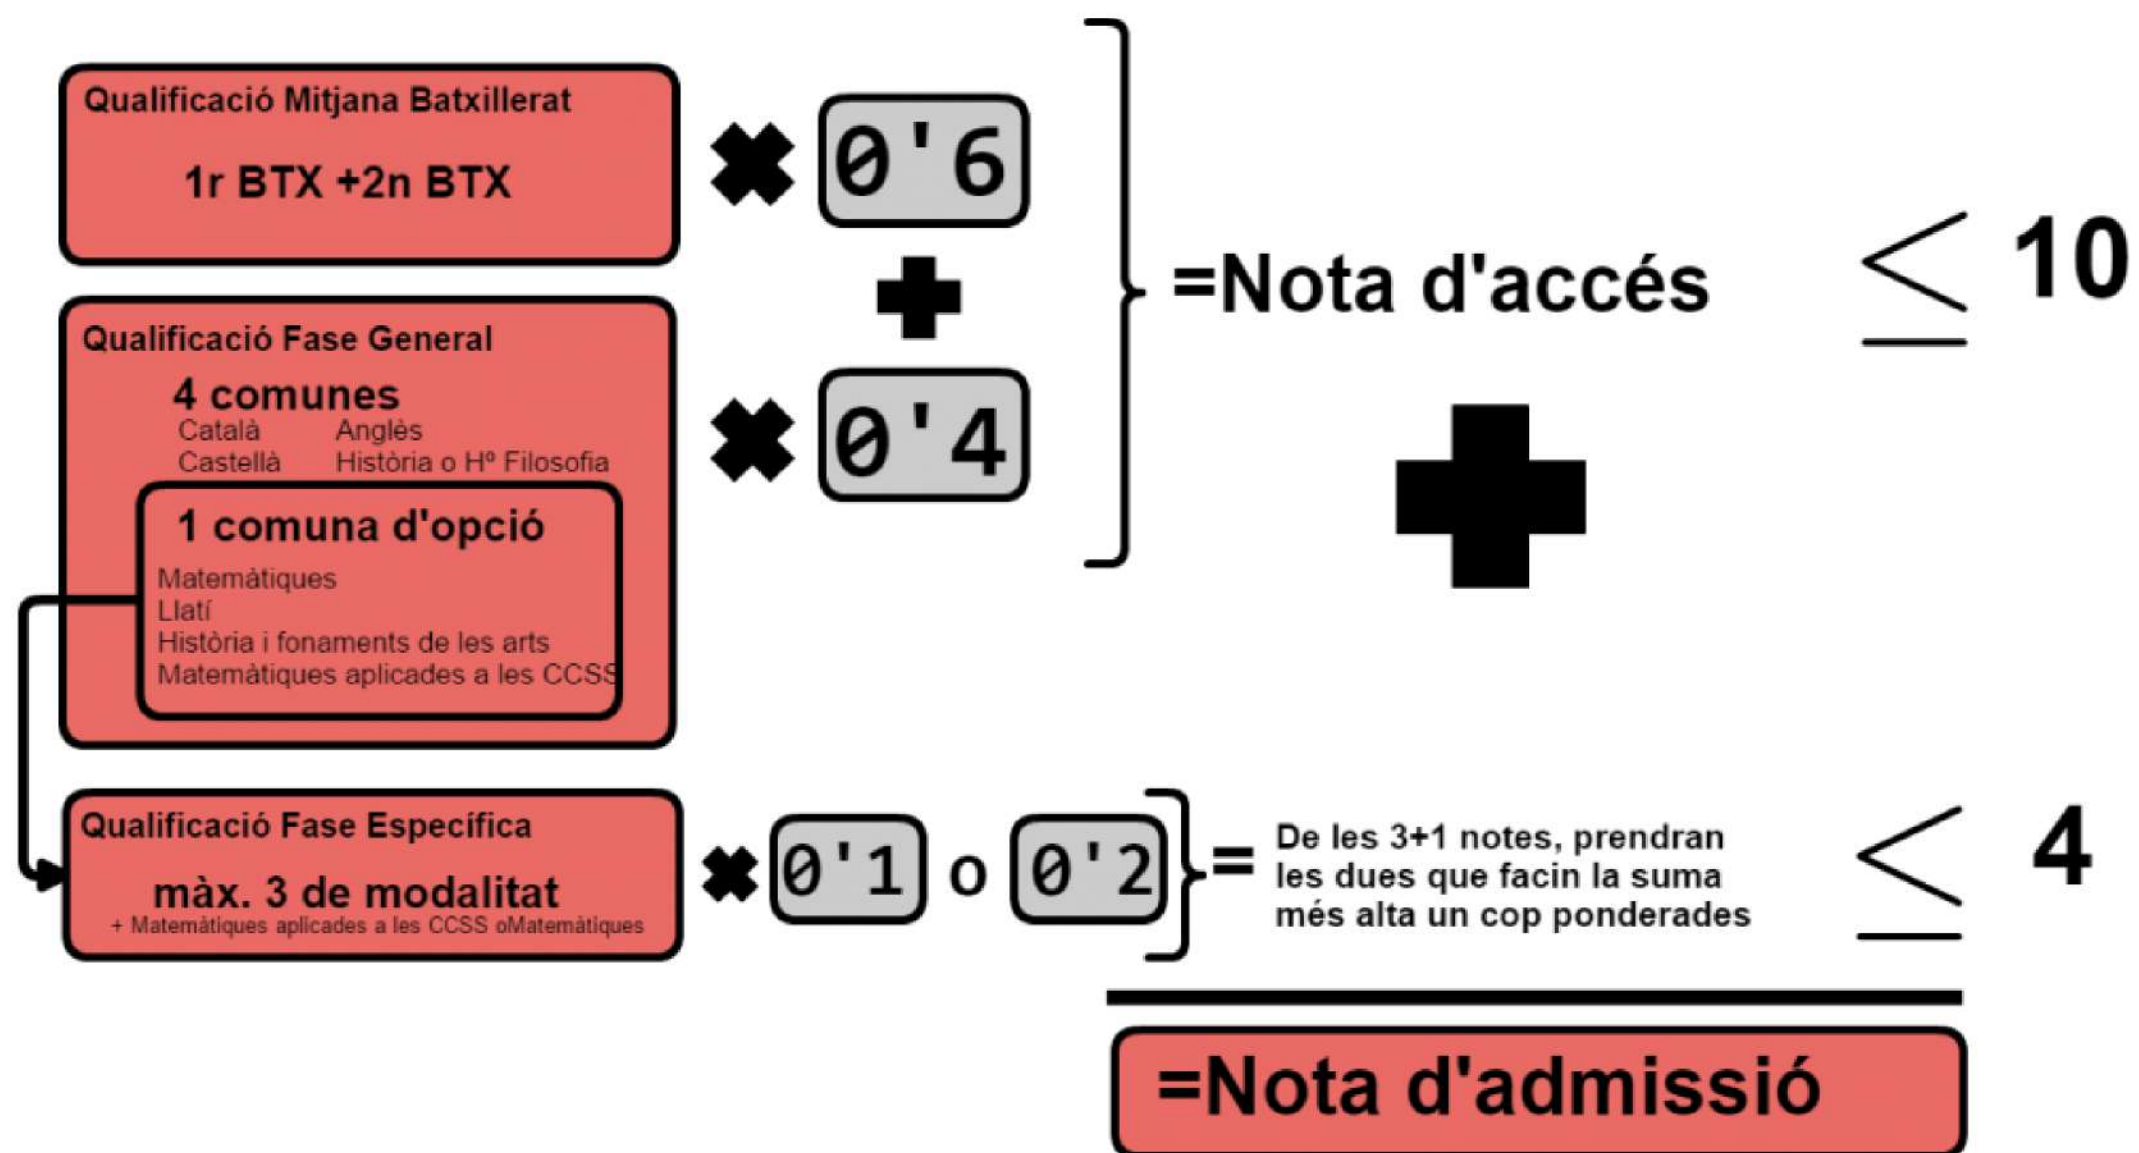 Qualificació Mitjana Batxillerat
1r BTX +2n BTX
0'6
Qualificació Fase General
4 comunes
Català Anglès
Castellà Història o Hº Filosofia
0'4
1 comuna d'opció
Matemàtiques
Llatí
Història i fonaments de les arts
Matemàtiques aplicades a les CCSS
=Nota d'accés ≤ 10
Qualificació Fase Específica
màx. 3 de modalitat
+ Matemàtiques aplicades a les CCSS oMatemàtiques
0'1 o 0'2
=
De les 3+1 notes, prendran
les dues que facin la suma
més alta un cop ponderades
≤ 4
=Nota d'admissió